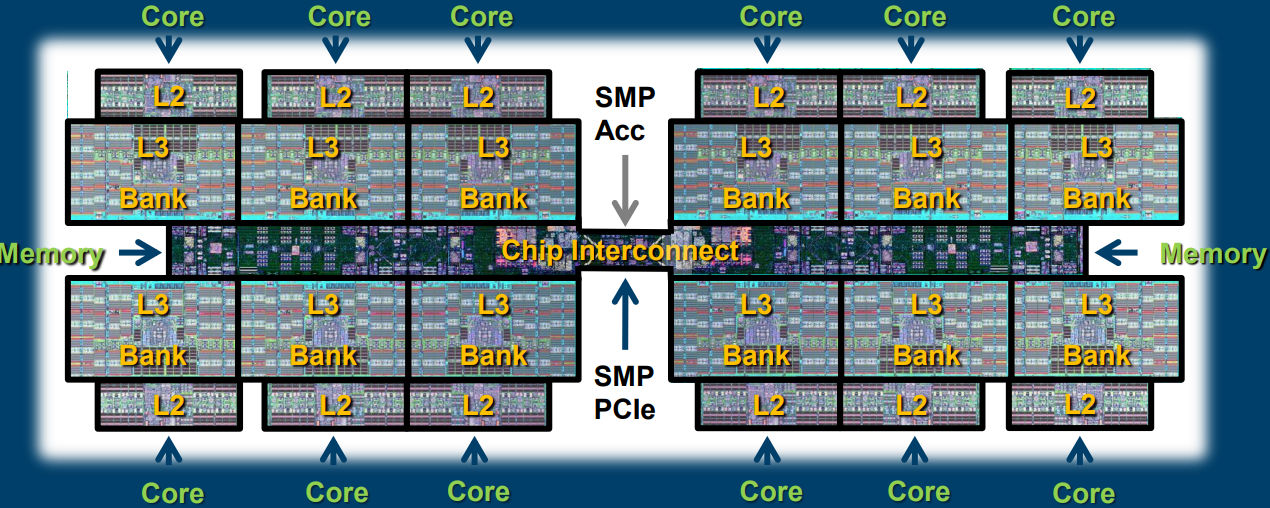 Core Core Core Core Core Core
L2 L2 L2 L2 L2 L2
SMP
Acc
L3 L3 L3 L3 L3 L3
Bank Bank Bank Bank Bank Bank
Memory Chip Interconnect Memory
L3 L3 L3 L3 L3 L3
Bank Bank Bank Bank Bank Bank
SMP
PCIe
L2 L2 L2 L2 L2 L2
Core Core Core Core Core Core